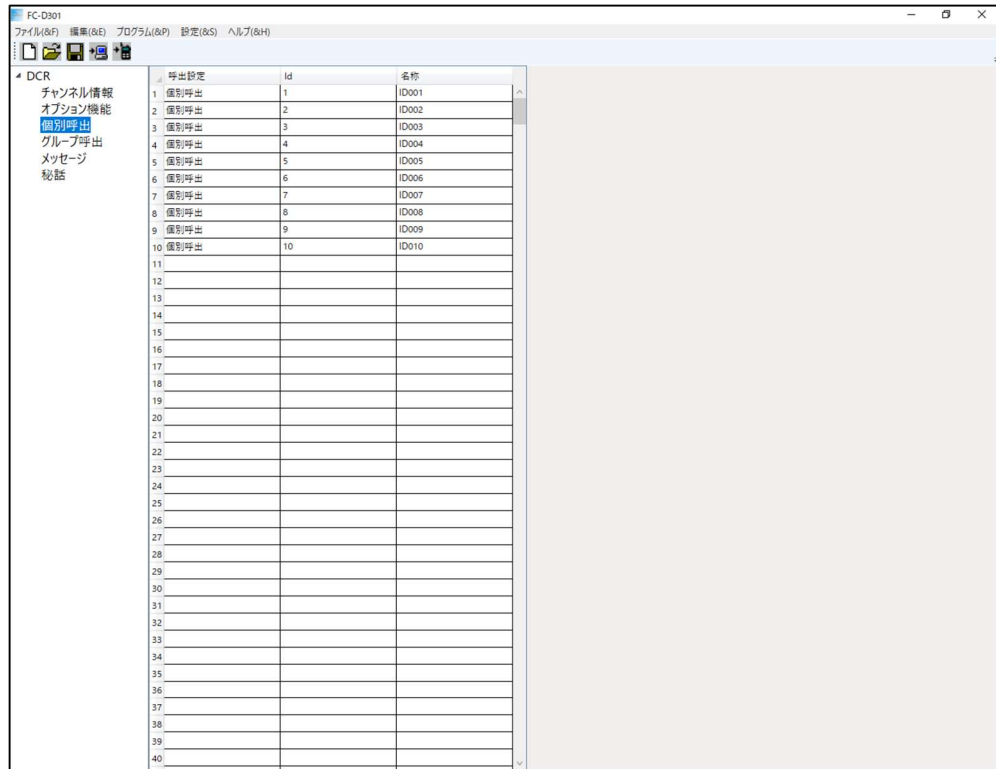 FC-D301
ファイル(&F) 編集(&E) プログラム(&P) 設定(&S) ヘルプ(&H)
DCR
チャンネル情報
オプション機能
個別呼出
グループ呼出
メッセージ
秘話
呼出設定 Id 名称
1 個別呼出 1 ID001
2 個別呼出 2 ID002
3 個別呼出 3 ID003
4 個別呼出 4 ID004
5 個別呼出 5 ID005
6 個別呼出 6 ID006
7 個別呼出 7 ID007
8 個別呼出 8 ID008
9 個別呼出 9 ID009
10 個別呼出 10 ID010
11
12
13
14
15
16
17
18
19
20
21
22
23
24
25
26
27
28
29
30
31
32
33
34
35
36
37
38
39
40